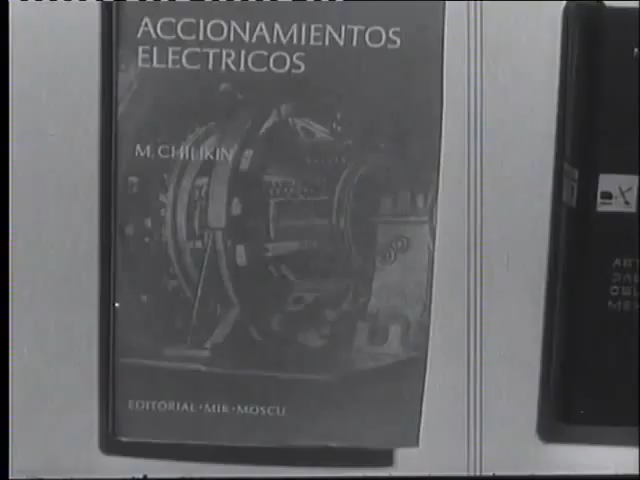 ACCIONAMIENTOS
ELECTRICOS
M. CHILIKIN
EDITORIAL · MIR · MOSCU